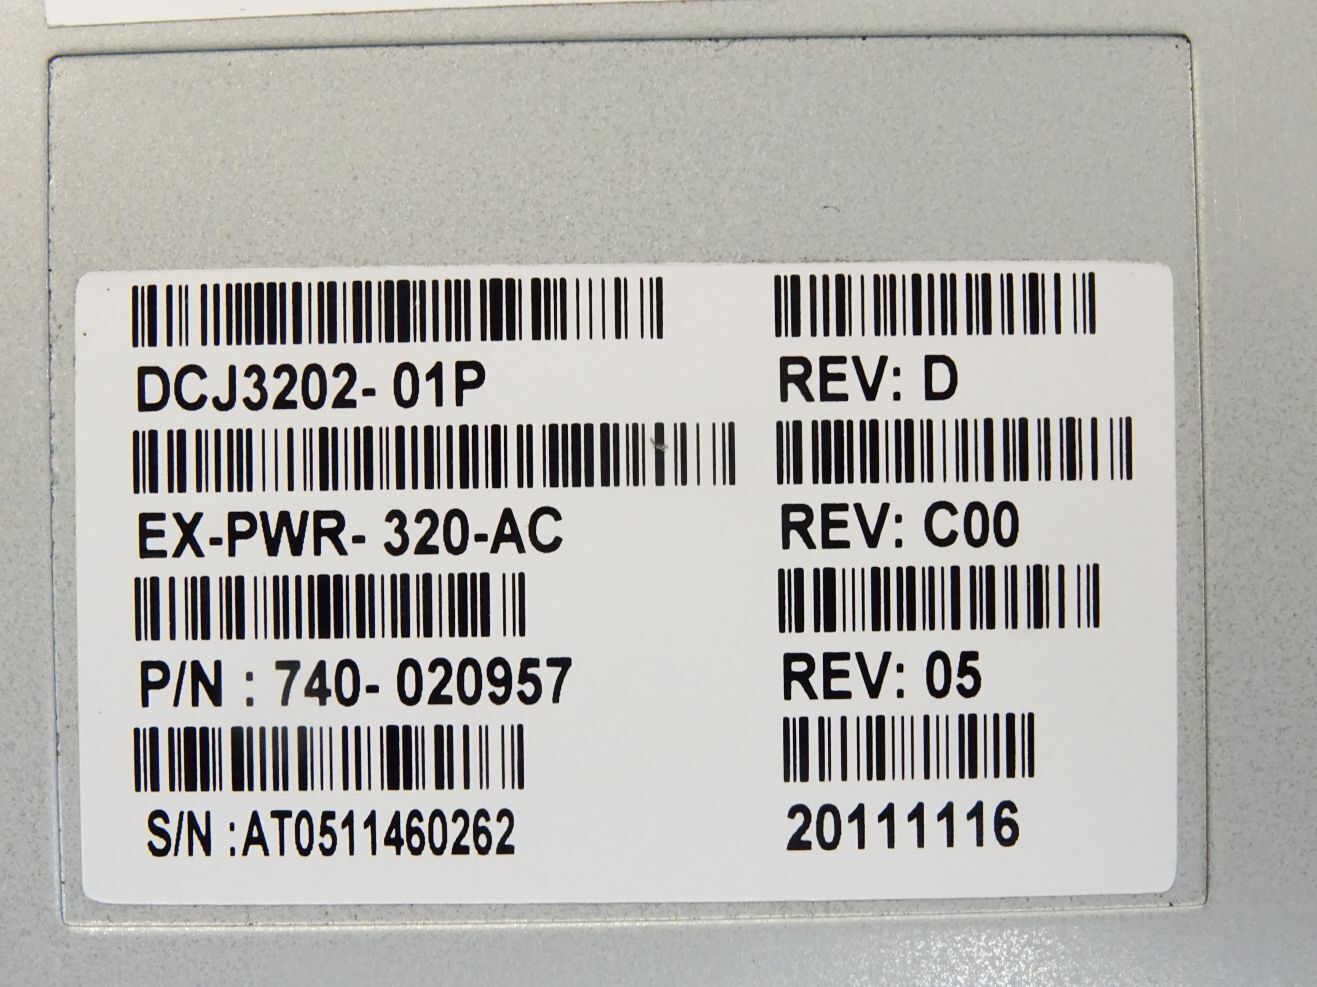 DCJ3202- 01P REV: D
EX-PWR- 320-AC REV: C00
P/N : 740- 020957 REV: 05
S/N :AT0511460262 20111116